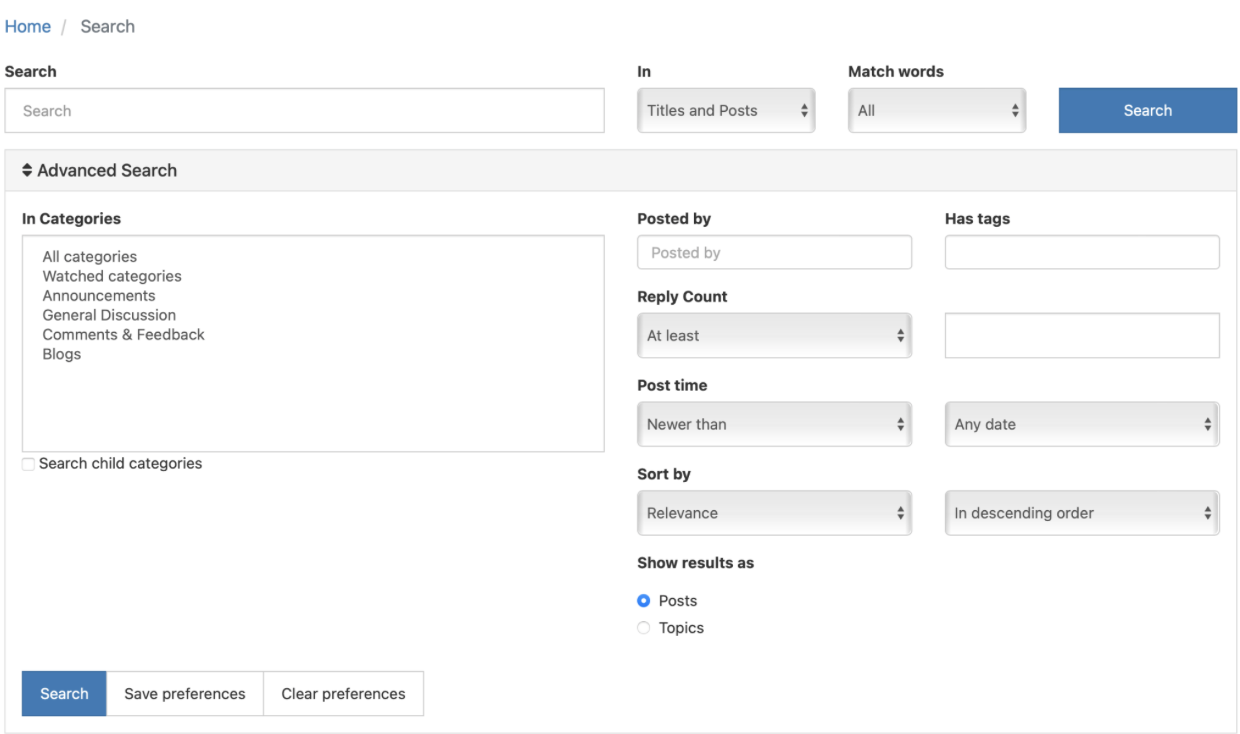 Home / Search
Search In Match words
Search Titles and Posts All Search
Advanced Search
In Categories Posted by Has tags
All categories
Watched categories
Announcements
General Discussion
Comments & Feedback
Blogs
Search child categories
Posted by
Reply Count
At least
Post time
Newer than Any date
Sort by
Relevance In descending order
Show results as
Posts
Topics
Search Save preferences Clear preferences